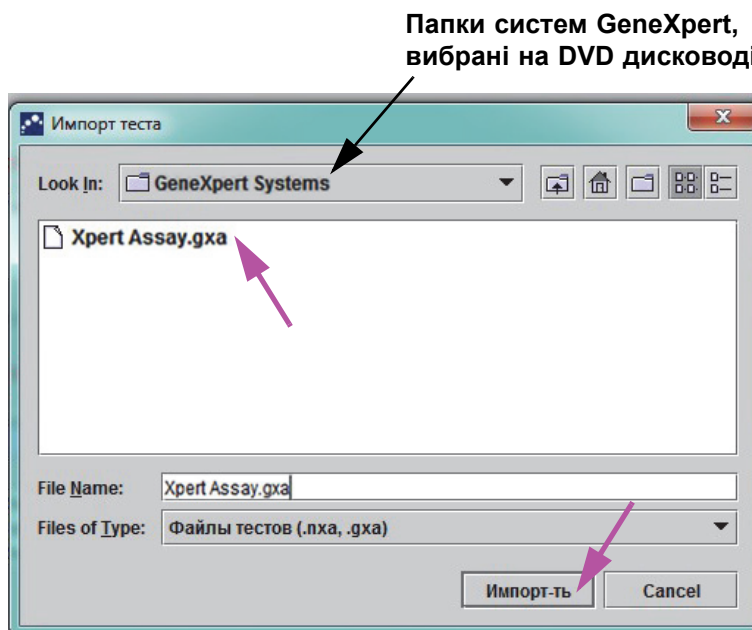 Папки систем GeneXpert,
вибрані на DVD дисководі
Импорт теста
Look In: GeneXpert Systems
Xpert Assay.gxa
File Name: Xpert Assay.gxa
Files of Type: Файлы тестов (.nxa, .gxa)
Импорт-ть Cancel